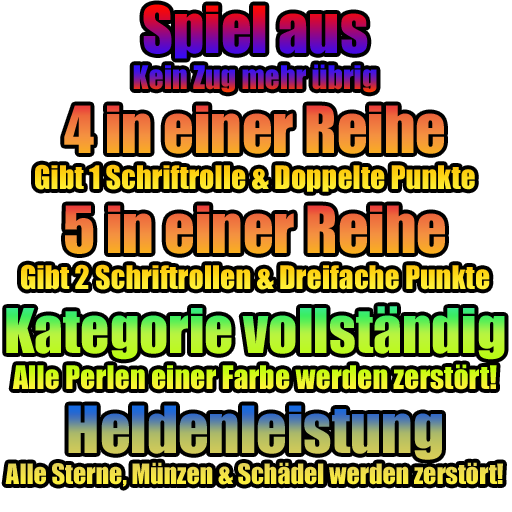 Spiel aus
Kein Zug mehr übrig
4 in einer Reihe
Gibt 1 Schriftrolle & Doppelte Punkte
5 in einer Reihe
Gibt 2 Schriftrollen & Dreifache Punkte
Kategorie vollständig
Alle Perlen einer Farbe werden zerstört!
Heldenleistung
Alle Sterne, Münzen & Schädel werden zerstört!